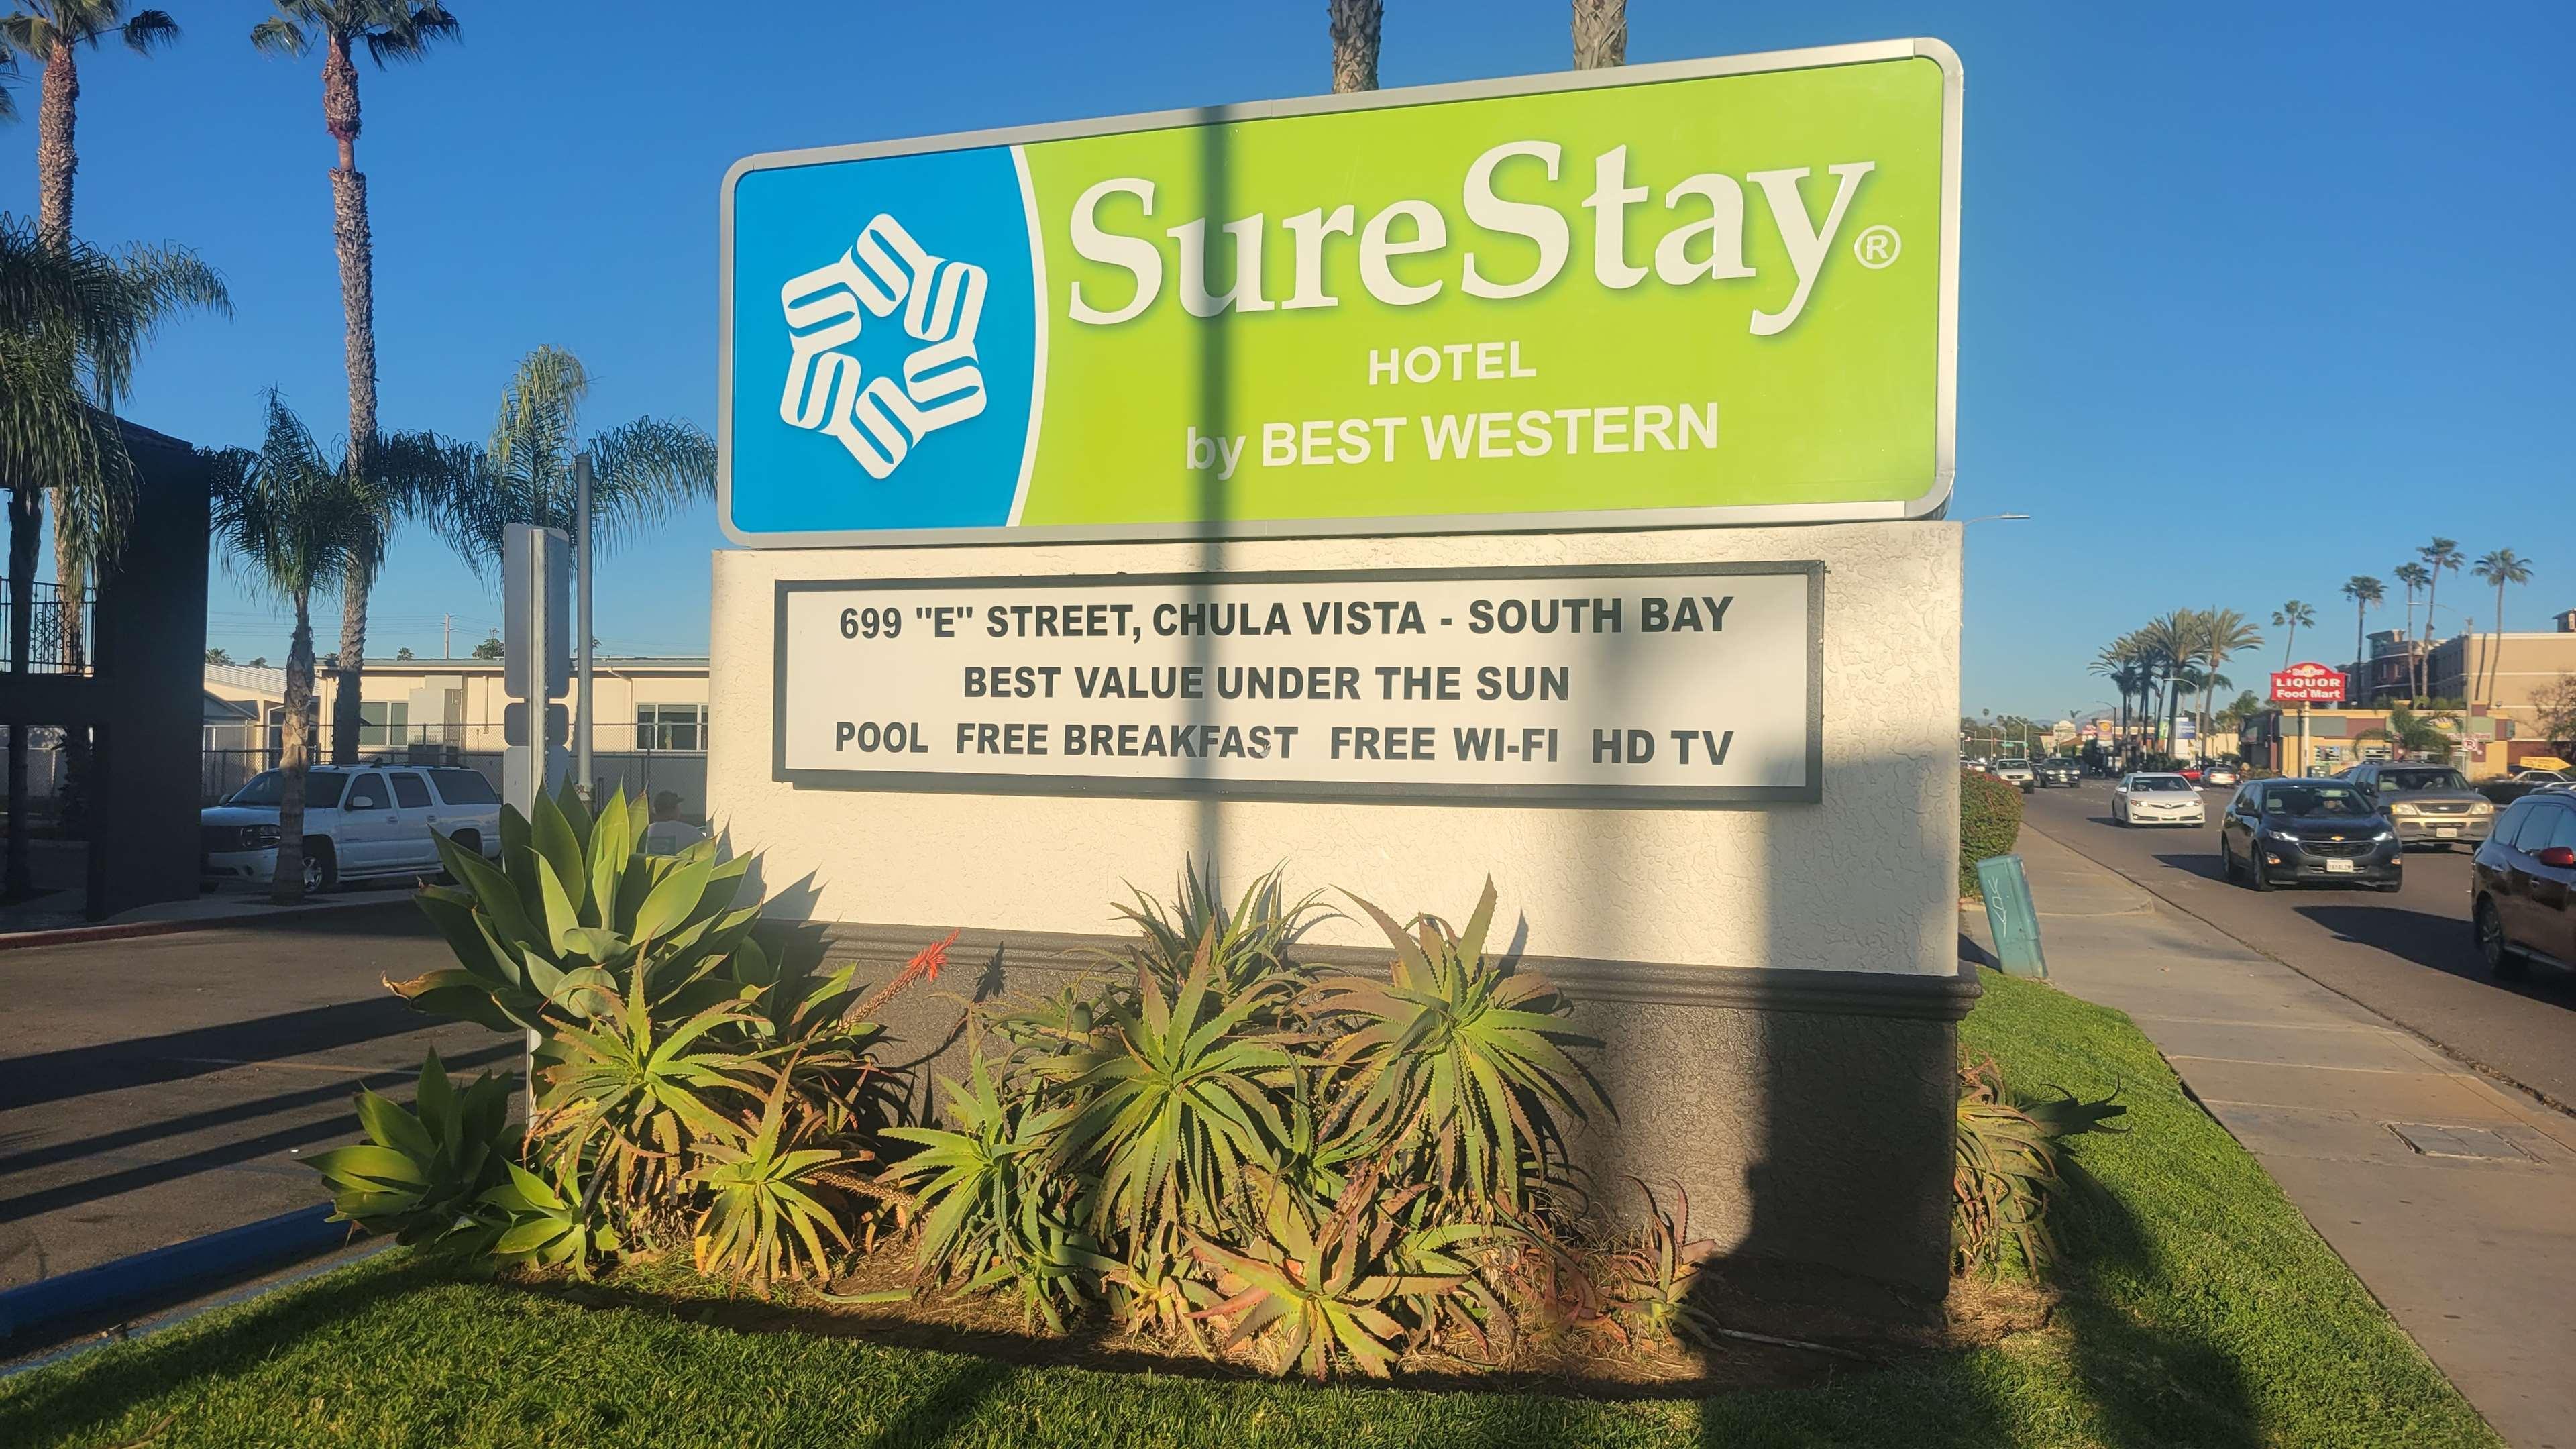 SureStay®
HOTEL
by BEST WESTERN
699 "E" STREET, CHULA VISTA - SOUTH BAY
BEST VALUE UNDER THE SUN
POOL FREE BREAKFAST FREE WI-FI HD TV
LIQUOR
Food Mart